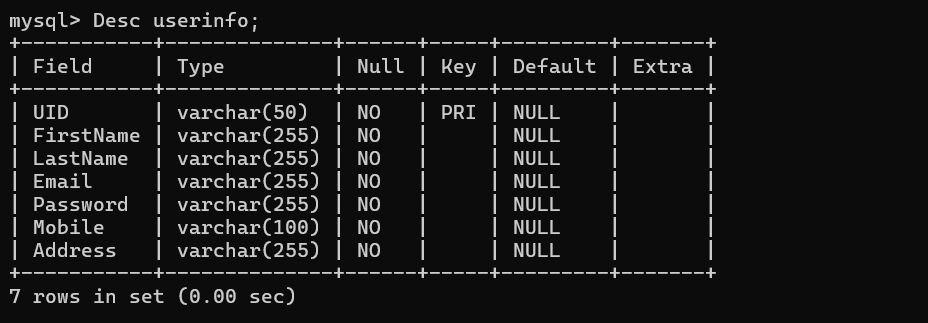 mysql> Desc userinfo;
+-----------+--------------+------+-----+---------+-------+
| Field     | Type         | Null | Key | Default | Extra |
+-----------+--------------+------+-----+---------+-------+
| UID       | varchar(50)  | NO   | PRI | NULL    |       |
| FirstName | varchar(255) | NO   |     | NULL    |       |
| LastName  | varchar(255) | NO   |     | NULL    |       |
| Email     | varchar(255) | NO   |     | NULL    |       |
| Password  | varchar(255) | NO   |     | NULL    |       |
| Mobile    | varchar(100) | NO   |     | NULL    |       |
| Address   | varchar(255) | NO   |     | NULL    |       |
+-----------+--------------+------+-----+---------+-------+
7 rows in set (0.00 sec)